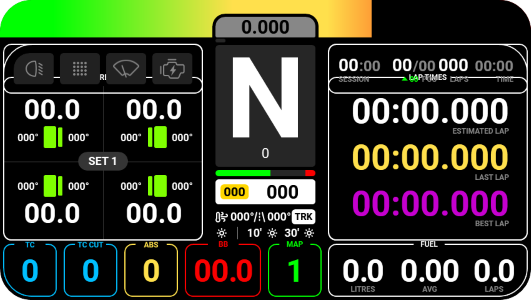 0.000
00:00 00/00 000 00:00
SESSION LAP TIMES LAPS TIME
N
0
00.0 00.0
000° 000° 000° 000°
SET 1
000° 000° 000° 000°
00.0 00.0
000 000
000°/ 000° TRK
10' 30'
00:00.000
ESTIMATED LAP
00:00.000
LAST LAP
00:00.000
BEST LAP
TC TC CUT ABS BB MAP FUEL
0 0 0 00.0 1 0.0 0.00 0.0
LITRES AVG LAPS